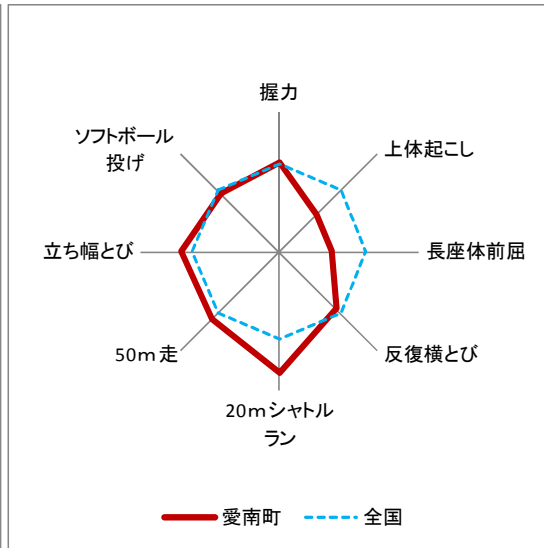 握力
上体起こし
長座体前屈
反復横とび
20mシャトル
ラン
50m走
立ち幅とび
ソフトボール
投げ
愛南町
全国